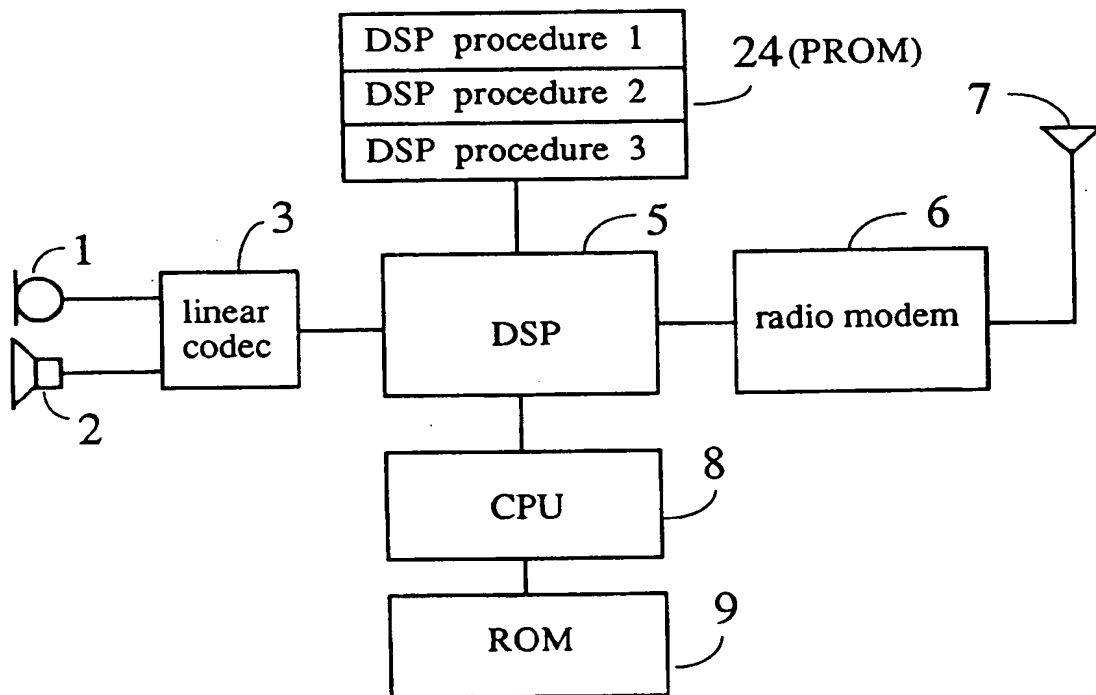 DSP procedure 1
DSP procedure 2
DSP procedure 3
24 (PROM)
7
1
3
5
6
linear
codec
DSP
radio modem
2
CPU
8
ROM
9